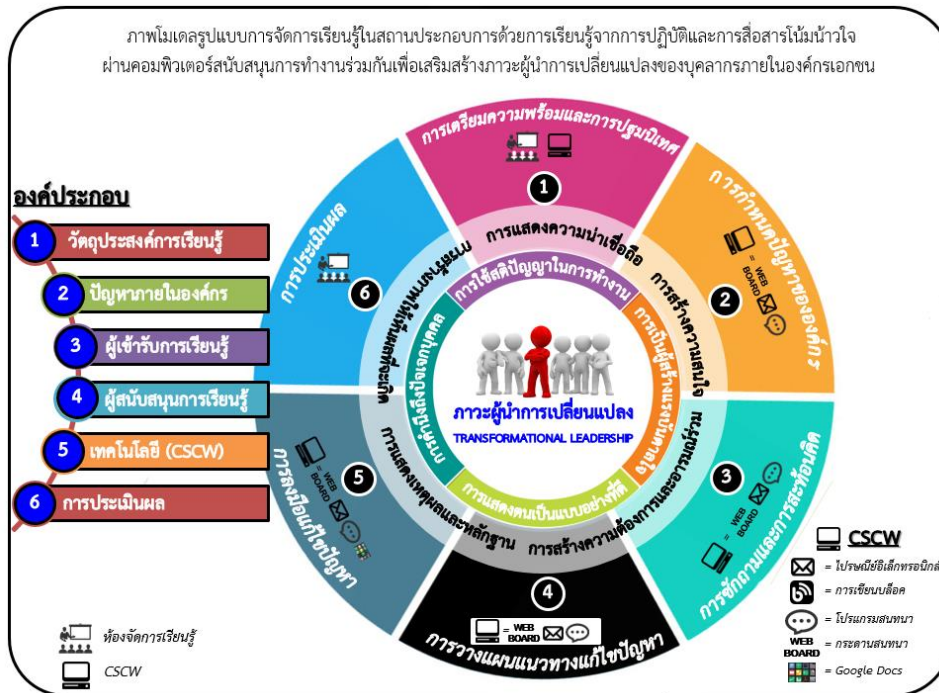 ภาพโมเดลรูปแบบการจัดการเรียนรู้ในสถานประกอบการด้วยการเรียนรู้จากการปฏิบัติและการสื่อสารโน้มน้าวใจ
ผ่านคอมพิวเตอร์สนับสนุนการทำงานร่วมกันเพื่อเสริมสร้างภาวะผู้นำการเปลี่ยนแปลงของบุคลากรภายในองค์กรเอกชน
องค์ประกอบ
1 วัตถุประสงค์การเรียนรู้
2 ปัญหาภายในองค์กร
3 ผู้เข้ารับการเรียนรู้
4 ผู้สนับสนุนการเรียนรู้
5 เทคโนโลยี (CSCW)
6 การประเมินผล
การเตรียมความพร้อมและการปฐมนิเทศ
1
การกำหนดปัญหาขององค์กร
= WEB BOARD
2
การซักถามและการสะท้อนคิด
= WEB BOARD
3
การวางแผนแนวทางแก้ไขปัญหา
= WEB BOARD
4
การลงมือแก้ไขปัญหา
= WEB BOARD
5
การประเมินผล
6
การแสดงความน่าเชื่อถือ
การสร้างความสนใจ
การสร้างความต้องการและอารมณ์ร่วม
การแสดงเหตุผลและหลักฐาน
การสร้างภาพให้เห็นผลที่จะเกิด
การใช้สติปัญญาในการทำงาน
การเป็นผู้สร้างแรงบันดาลใจ
การแสดงตนเป็นแบบอย่างที่ดี
การคำนึงถึงปัจเจกบุคคล
ภาวะผู้นำการเปลี่ยนแปลง
TRANSFORMATIONAL LEADERSHIP
ห้องจัดการเรียนรู้
CSCW
CSCW
= ไปรษณีย์อิเล็กทรอนิกส์
= การเขียนบล็อค
= โปรแกรมสนทนา
WEB BOARD = กระดานสนทนา
= Google Docs